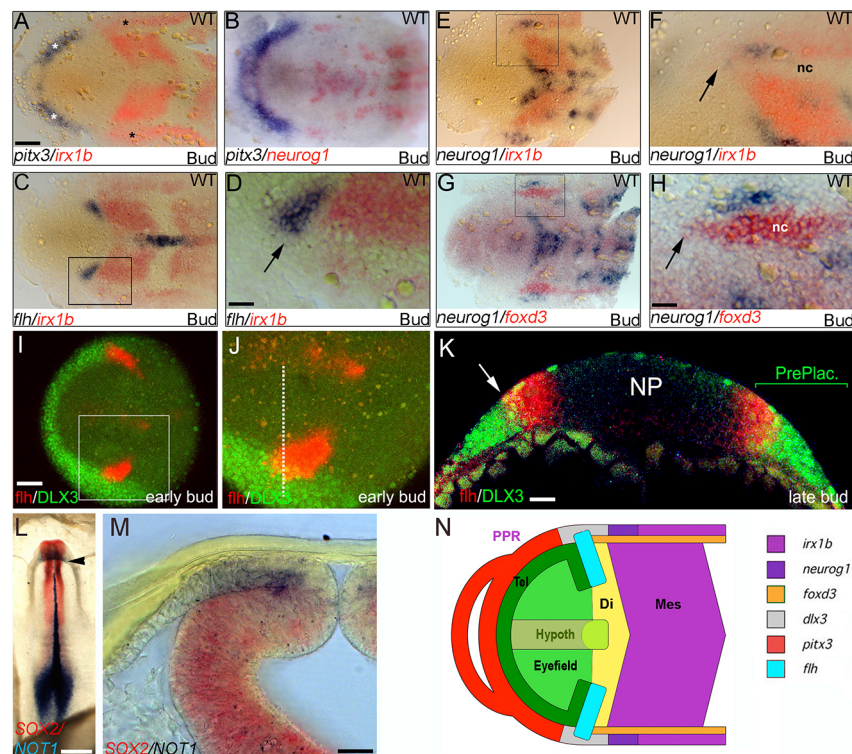 A WT
* *
* *
pitx3/irx1b Bud
B WT
pitx3/neurog1 Bud
E WT
neurog1/irx1b Bud
F WT
nc
neurog1/irx1b Bud
C WT
flh/irx1b Bud
D WT
flh/irx1b Bud
G WT
neurog1/foxd3 Bud
H WT
nc
neurog1/foxd3 Bud
I
flh/DLX3 early bud
J
flh/DLX3 early bud
K
NP
PrePlac.
flh/DLX3 late bud
L
SOX2/
NOT1
M
SOX2/NOT1
N
PPR
Tel
Di
Mes
Hypoth
Eyefield
irx1b
neurog1
foxd3
dlx3
pitx3
flh